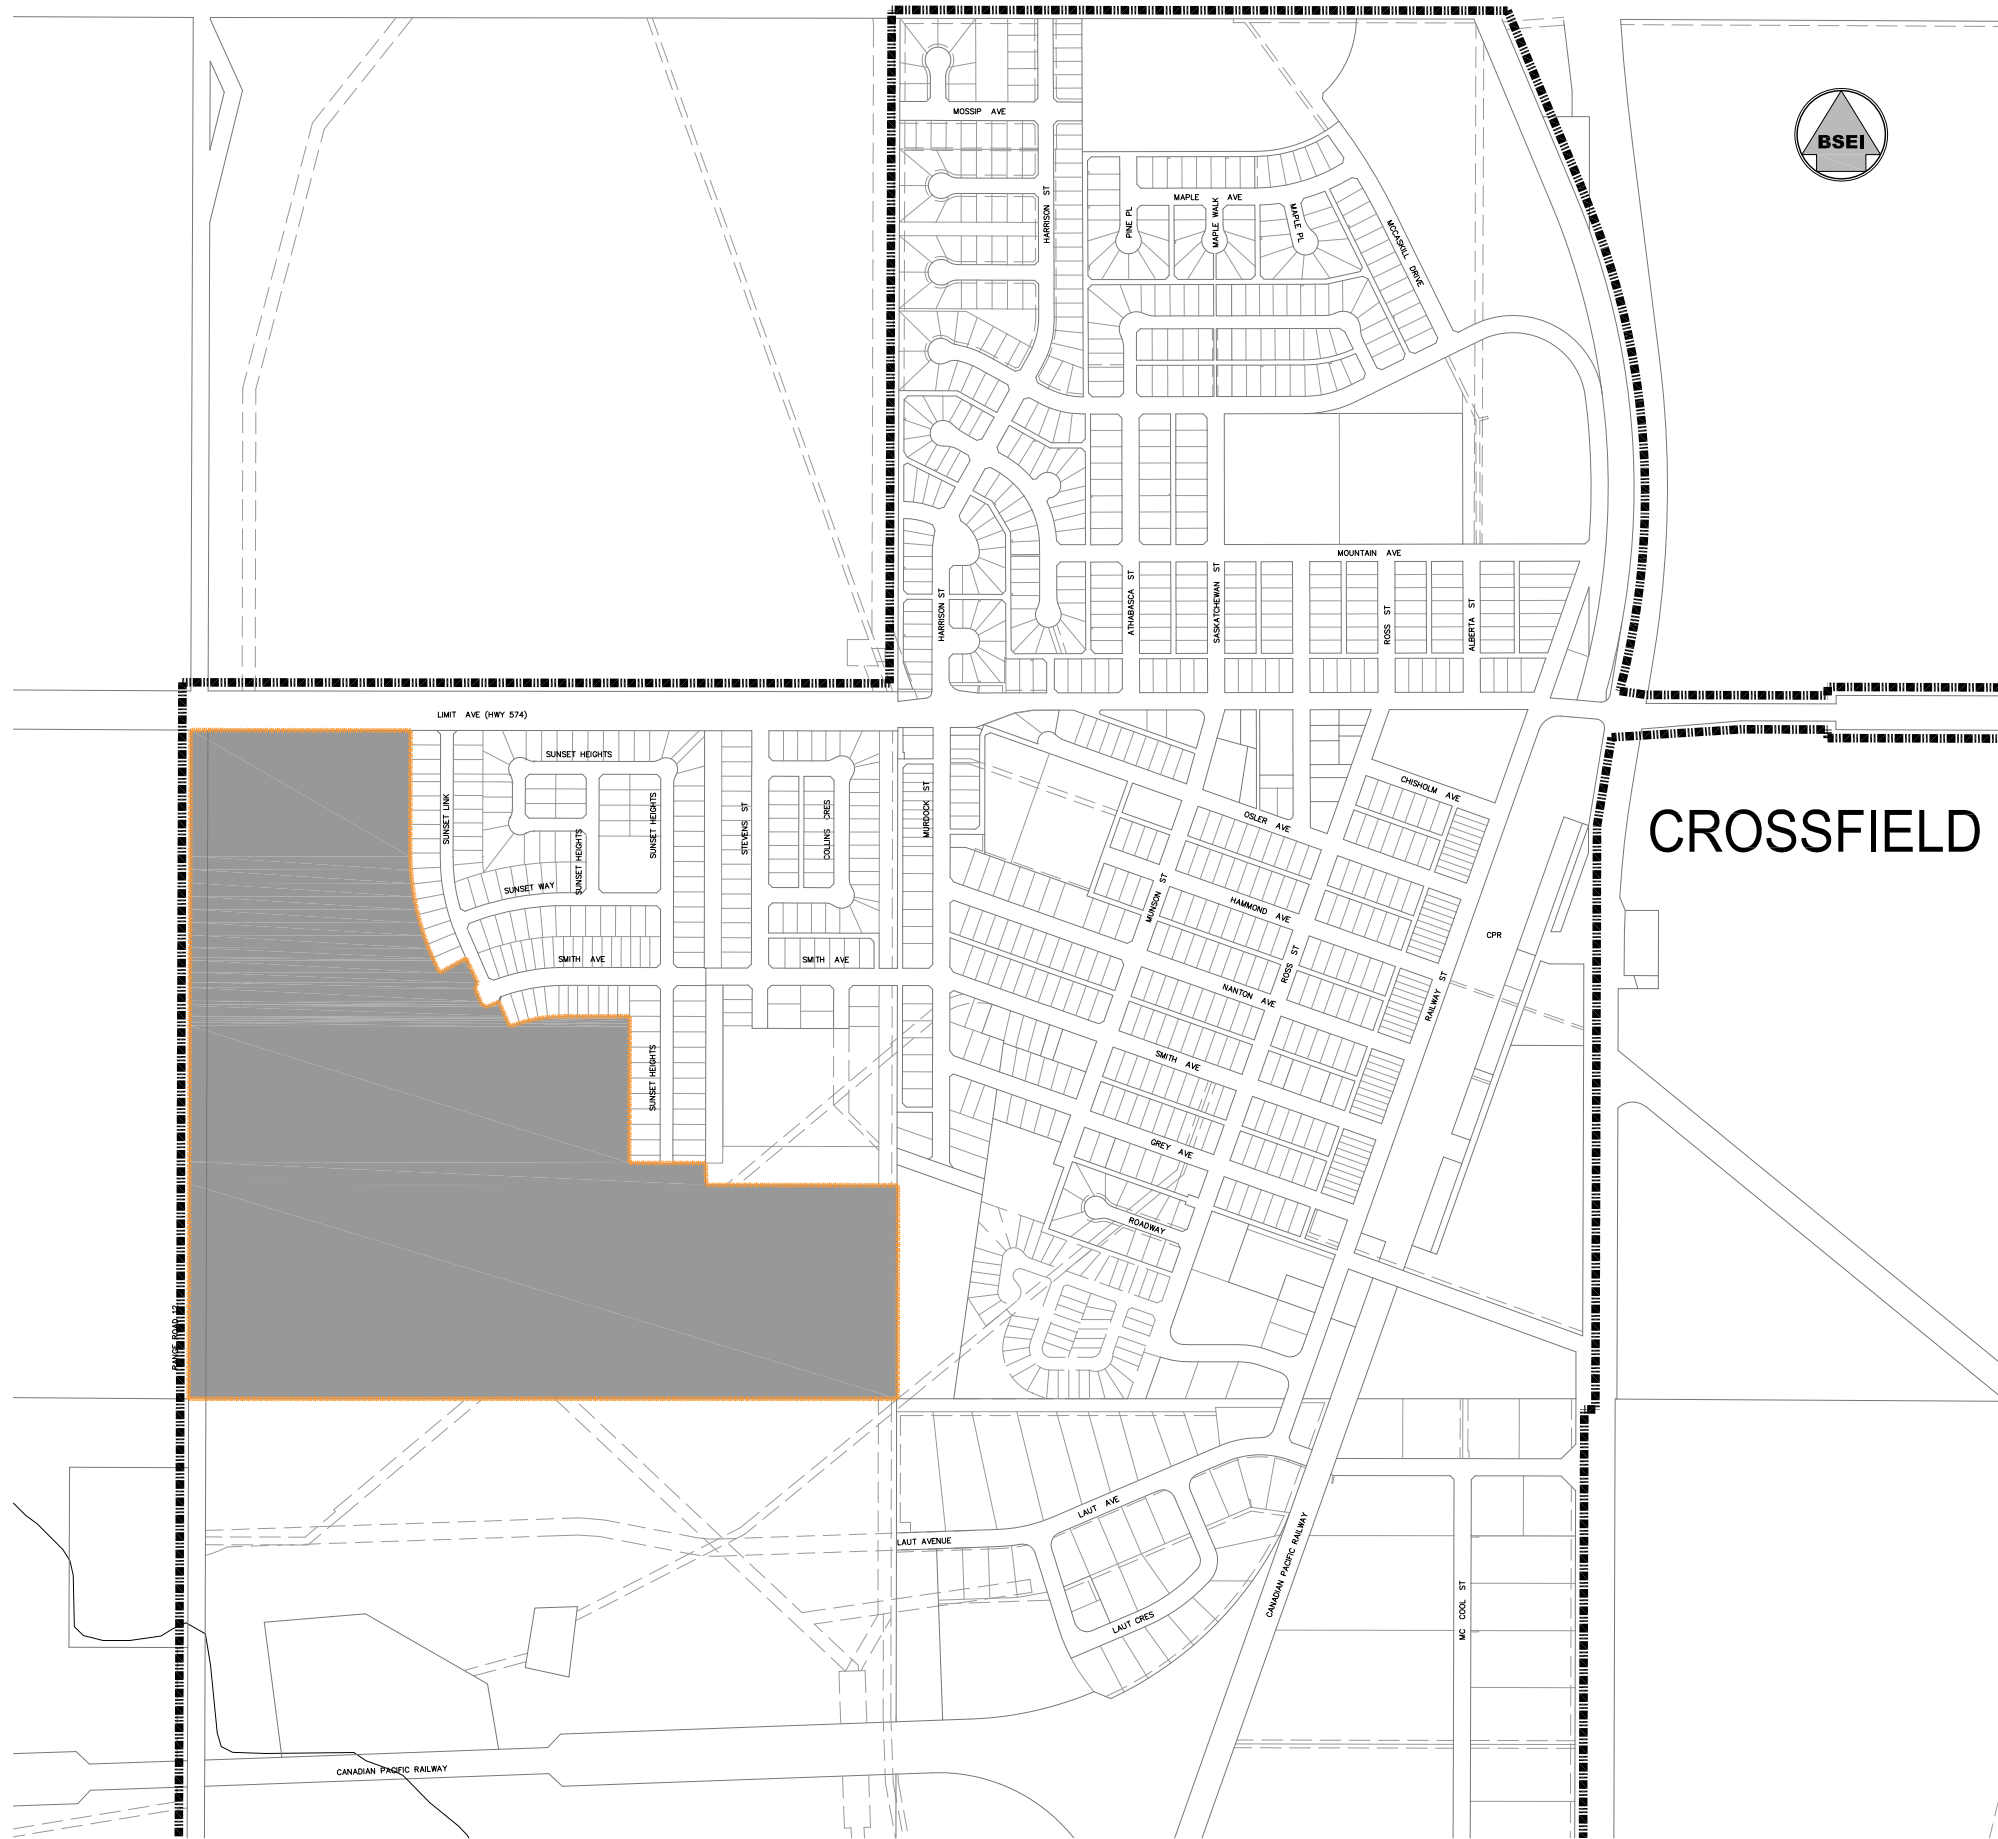 MOSSIP AVE
BSEI
HARRISON ST
MAPLE AVE
PINE PL
MAPLE WALK
MAPLE PL
MCCASKILL DRIVE
MOUNTAIN AVE
HARRISON ST
ATHABASCA ST
SASKATCHEWAN ST
ROSS ST
ALBERTA ST
LIMIT AVE (HWY 574)
SUNSET HEIGHTS
SUNSET LINK
SUNSET HEIGHTS
SUNSET HEIGHTS
STEVENS ST
COLLINS CRES
MURDOCK ST
CHISHOLM AVE
OSLER AVE
CROSSFIELD
SUNSET WAY
MUNSON ST
HAMMOND AVE
CPR
SMITH AVE
SMITH AVE
ROSS ST
NANTON AVE
RAILWAY ST
SUNSET HEIGHTS
SMITH AVE
GREY AVE
ROADWAY
RANGE ROAD 12
LAUT AVE
LAUT AVENUE
CANADIAN PACIFIC RAILWAY
LAUT CRES
MC COOL ST
CANADIAN PACIFIC RAILWAY